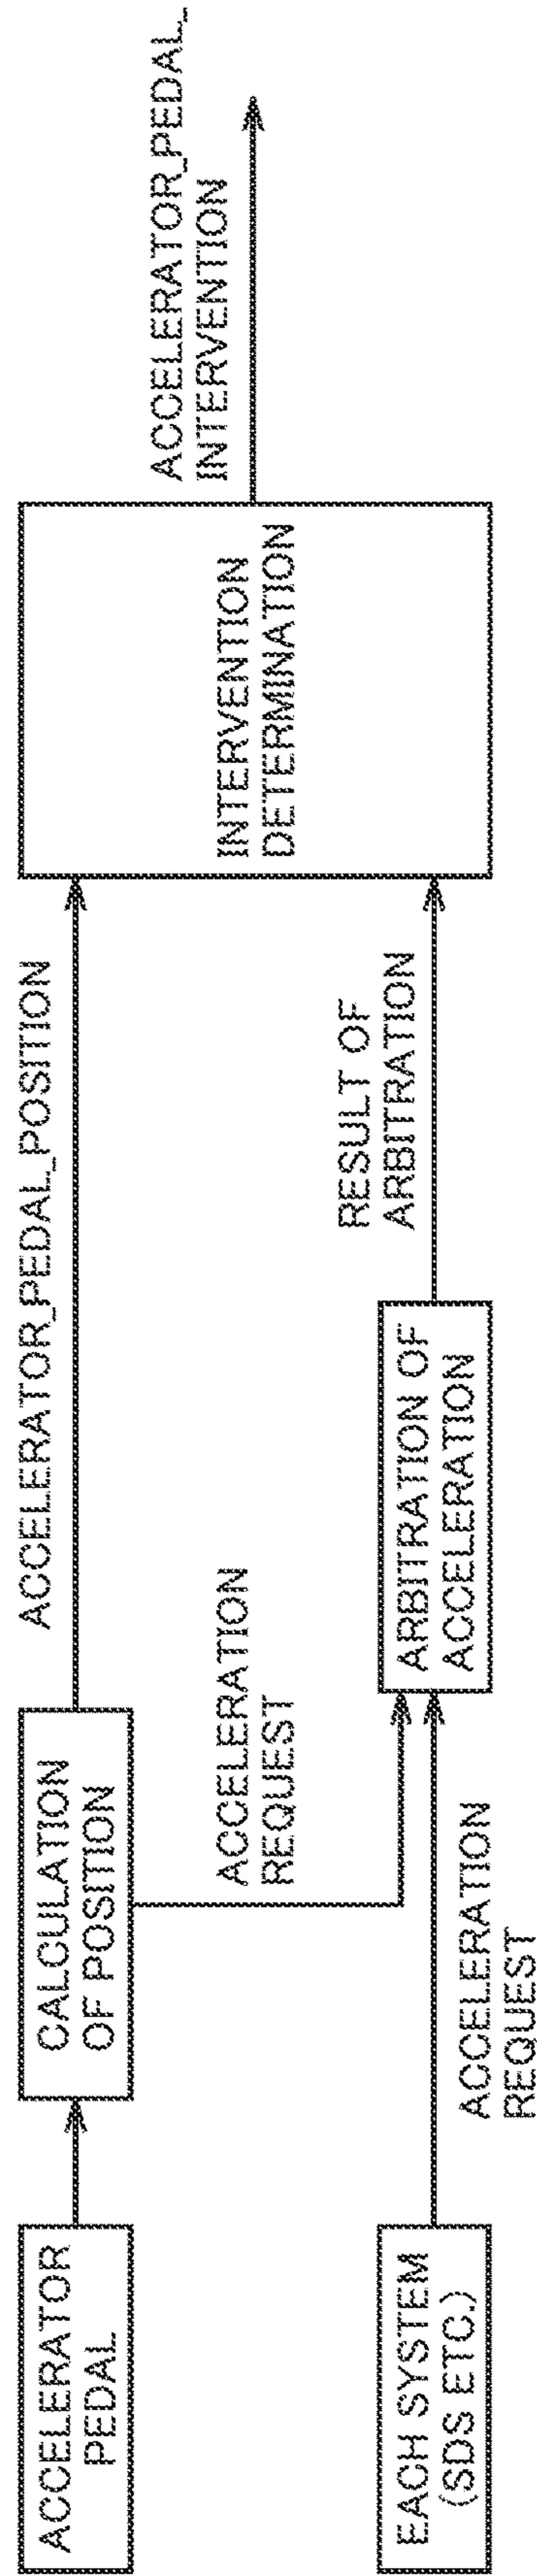 ACCELERATOR
PEDAL
CALCULATION
OF POSITION
ACCELERATOR_PEDAL_POSITION
ACCELERATION
REQUEST
EACH SYSTEM
(SDS ETC.)
ACCELERATION
REQUEST
ARBITRATION OF
ACCELERATION
RESULT OF
ARBITRATION
INTERVENTION
DETERMINATION
ACCELERATOR_PEDAL_
INTERVENTION